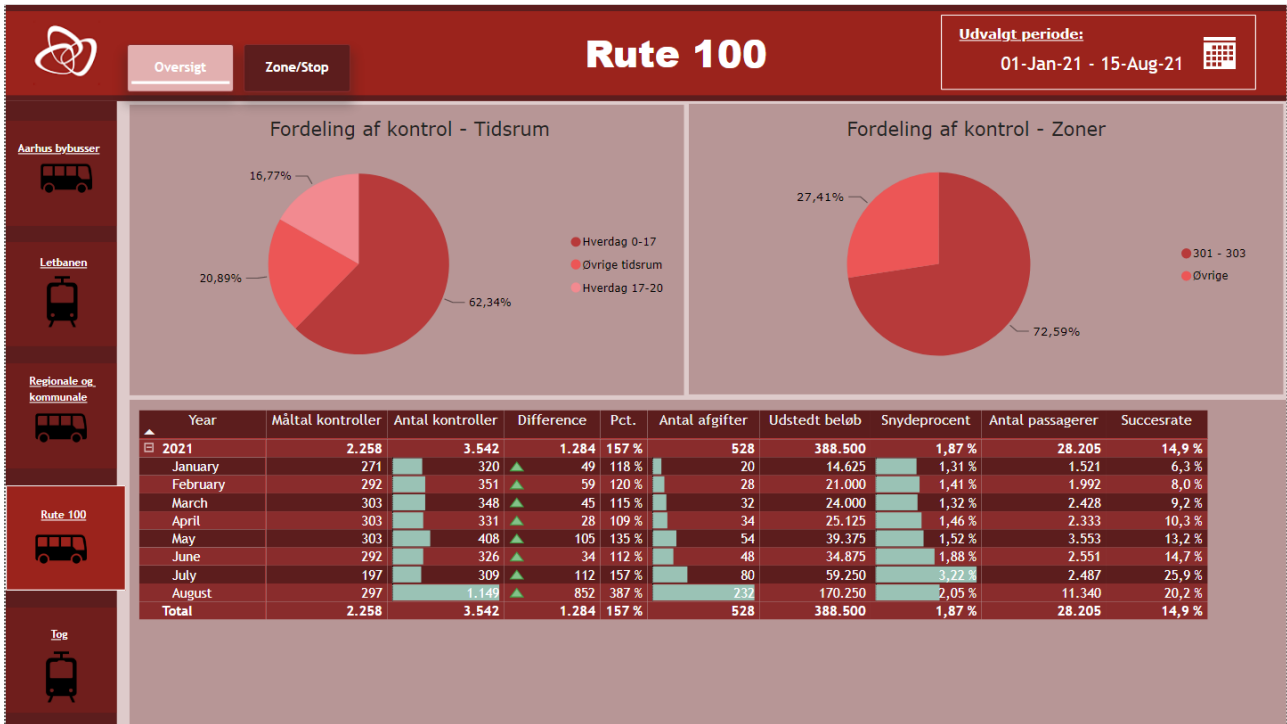 Oversigt
Zone/Stop
Rute 100
Udvalgt periode:
01-Jan-21 - 15-Aug-21
Aarhus bybusser
Letbanen
Regionale og
kommunale
Rute 100
Tog
Fordeling af kontrol - Tidsrum
16,77%
20,89%
62,34%
Hverdag 0-17
Øvrige tidsrum
Hverdag 17-20
Fordeling af kontrol - Zoner
27,41%
72,59%
301 - 303
Øvrige
Year Måltal kontroller Antal kontroller Difference Pct. Antal afgifter Udstedt beløb Snydeprocent Antal passagerer Succesrate
2021 2.258 3.542 1.284 157 % 528 388.500 1,87 % 28.205 14,9 %
January 271 320 49 118 % 20 14.625 1,31 % 1.521 6,3 %
February 292 351 59 120 % 28 21.000 1,41 % 1.992 8,0 %
March 303 348 45 115 % 32 24.000 1,32 % 2.428 9,2 %
April 303 331 28 109 % 34 25.125 1,46 % 2.333 10,3 %
May 303 408 105 135 % 54 39.375 1,52 % 3.553 13,2 %
June 292 326 34 112 % 48 34.875 1,88 % 2.551 14,7 %
July 197 309 112 157 % 80 59.250 3,22 % 2.487 25,9 %
August 297 1.149 852 387 % 232 170.250 2,05 % 11.340 20,2 %
Total 2.258 3.542 1.284 157 % 528 388.500 1,87 % 28.205 14,9 %